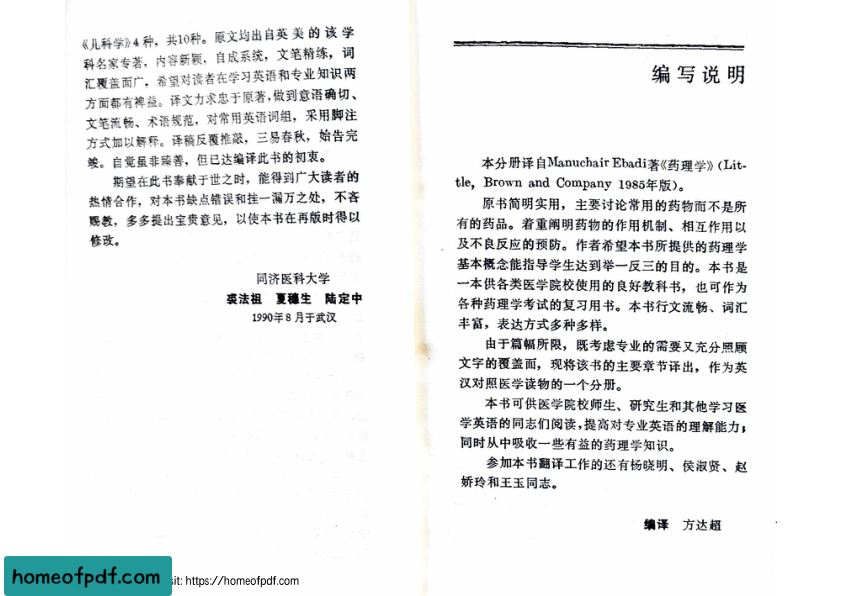 《儿科学》4 种，共10种。原文均出自英美的该学
科名家专著，内容新颖，自成系统，文笔精练，词
汇覆盖面广，希望对读者在学习英语和专业知识两
方面都有裨益。译文力求忠于原著，做到意语确切、
文笔流畅、术语规范，对常用英语词组，采用脚注
方式加以解释。译稿反覆推敲，三易春秋，始告完
竣。自觉虽非臻善，但已达编译此书的初衷。
期望在此书奉献于世之时，能得到广大读者的
热情合作，对本书缺点错误和挂一漏万之处，不吝
赐教，多多提出宝贵意见，以使本书在再版时得以
修改。
同济医科大学
裘法祖 夏穗生 陆定中
1990年8月于武汉
编写说明
本分册译自Manuchair Ebadi著《药理学》(Lit-
tle, Brown and Company 1985年版)。
原书简明实用，主要讨论常用的药物而不是所
有的药品。着重阐明药物的作用机制、相互作用以
及不良反应的预防。作者希望本书所提供的药理学
基本概念能指导学生达到举一反三的目的。本书是
一本供各类医学院校使用的良好教科书，也可作为
各种药理学考试的复习用书。本书行文流畅、词汇
丰富，表达方式多种多样。
由于篇幅所限，既考虑专业的需要又充分照顾
文字的覆盖面，现将该书的主要章节译出，作为英
汉对照医学读物的一个分册。
本书可供医学院校师生、研究生和其他学习医
学英语的同志们阅读，提高对专业英语的理解能力；
同时从中吸收一些有益的药理学知识。
参加本书翻译工作的还有杨晓明、侯淑贤、赵
娇玲和王玉同志。
编译 方达超
homeofpdf.com
sit: https://homeofpdf.com